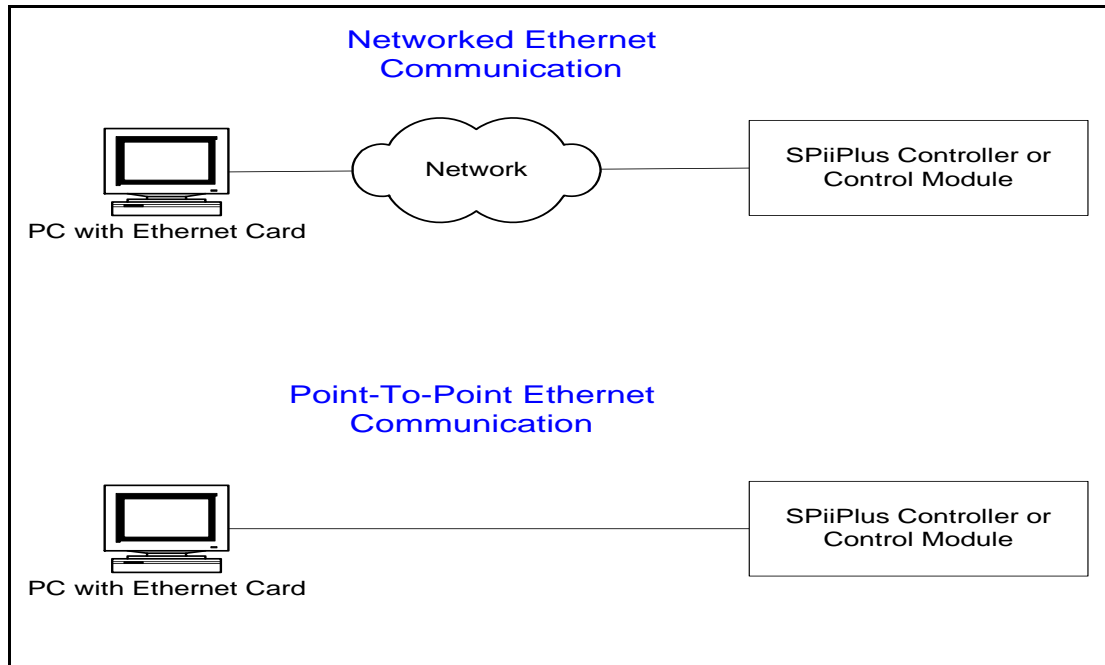 Networked Ethernet
Communication
Network
SPiiPlus Controller or
Control Module
PC with Ethernet Card
Point-To-Point Ethernet
Communication
SPiiPlus Controller or
Control Module
PC with Ethernet Card